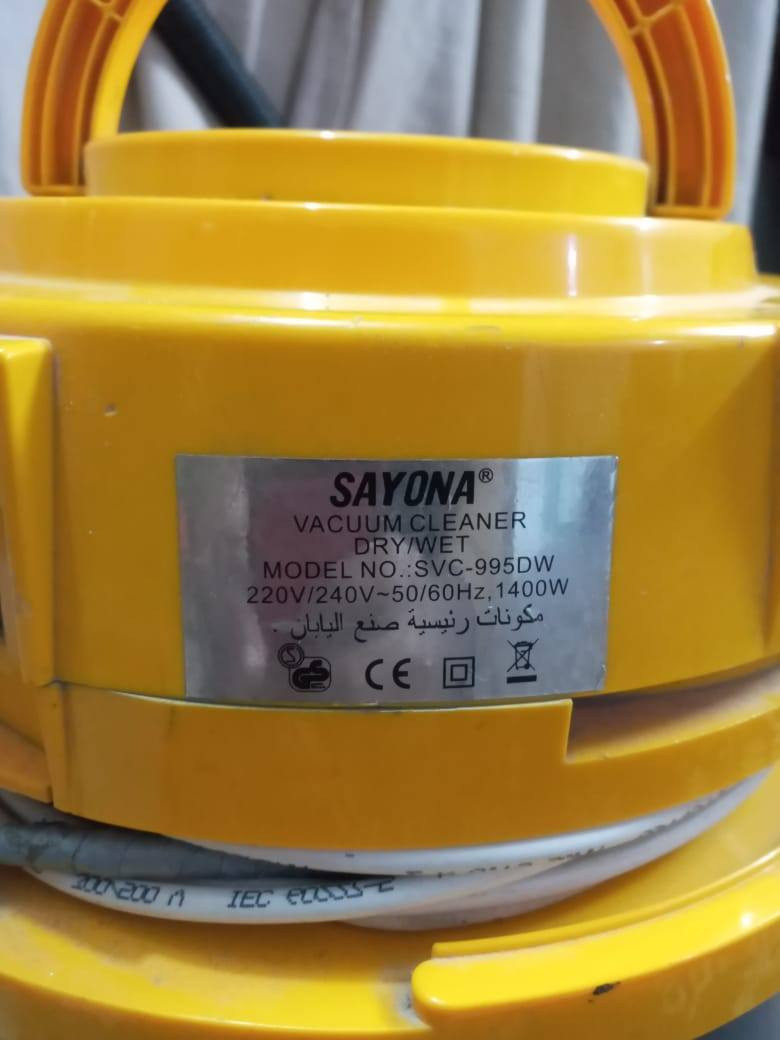 SAYONA®
VACUUM CLEANER
DRY/WET
MODEL NO.:SVC-995DW
220V/240V~50/60Hz,1400W
مكونات رئيسية صنع اليابان .
S GS CE
IEC